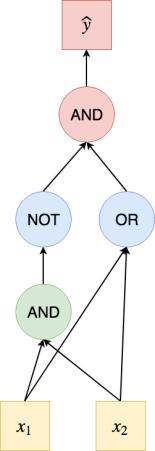 ŷ
AND
NOT OR
AND
x₁ x₂